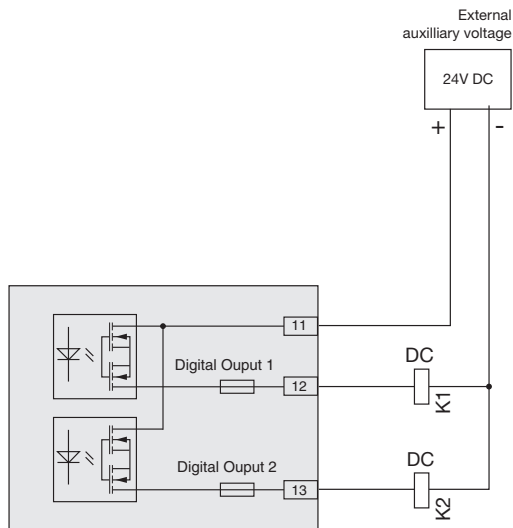 External
auxilliary voltage
24V DC
+ -
11
DC
Digital Ouput 1
12
K1
DC
Digital Ouput 2
13
K2